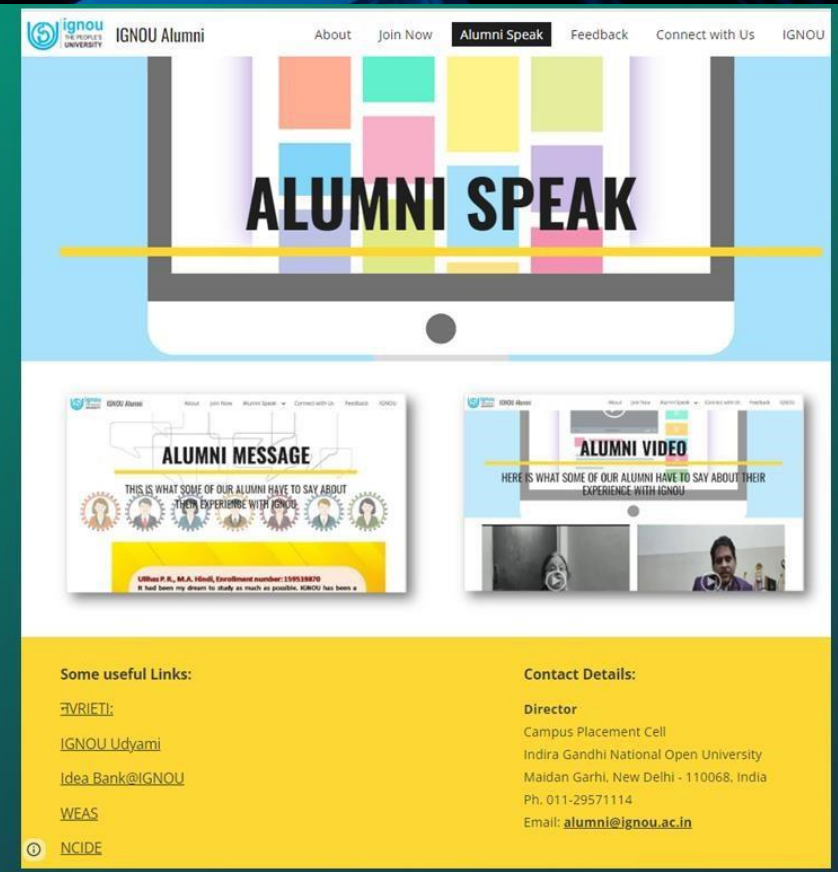 ignou
THE PEOPLE'S
UNIVERSITY
IGNOU Alumni
About Join Now Alumni Speak Feedback Connect with Us IGNOU
ALUMNI SPEAK
IGNOU Alumni
About Join Now Alumni Speak Connect with Us Feedback IGNOU
ALUMNI MESSAGE
THIS IS WHAT SOME OF OUR ALUMNI HAVE TO SAY ABOUT
THEIR EXPERIENCE WITH IGNOU
Ullhas P. R., M.A. Hindi, Enrollment number: 159519870
It had been my dream to study as much as possible. IGNOU has been a
IGNOU Alumni
About Join Now Alumni Speak Connect with Us Feedback IGNOU
ALUMNI VIDEO
HERE IS WHAT SOME OF OUR ALUMNI HAVE TO SAY ABOUT THEIR
EXPERIENCE WITH IGNOU
Some useful Links:
नVRIETI:
IGNOU Udyami
Idea Bank@IGNOU
WEAS
NCIDE
Contact Details:
Director
Campus Placement Cell
Indira Gandhi National Open University
Maidan Garhi, New Delhi - 110068, India
Ph. 011-29571114
Email: alumni@ignou.ac.in